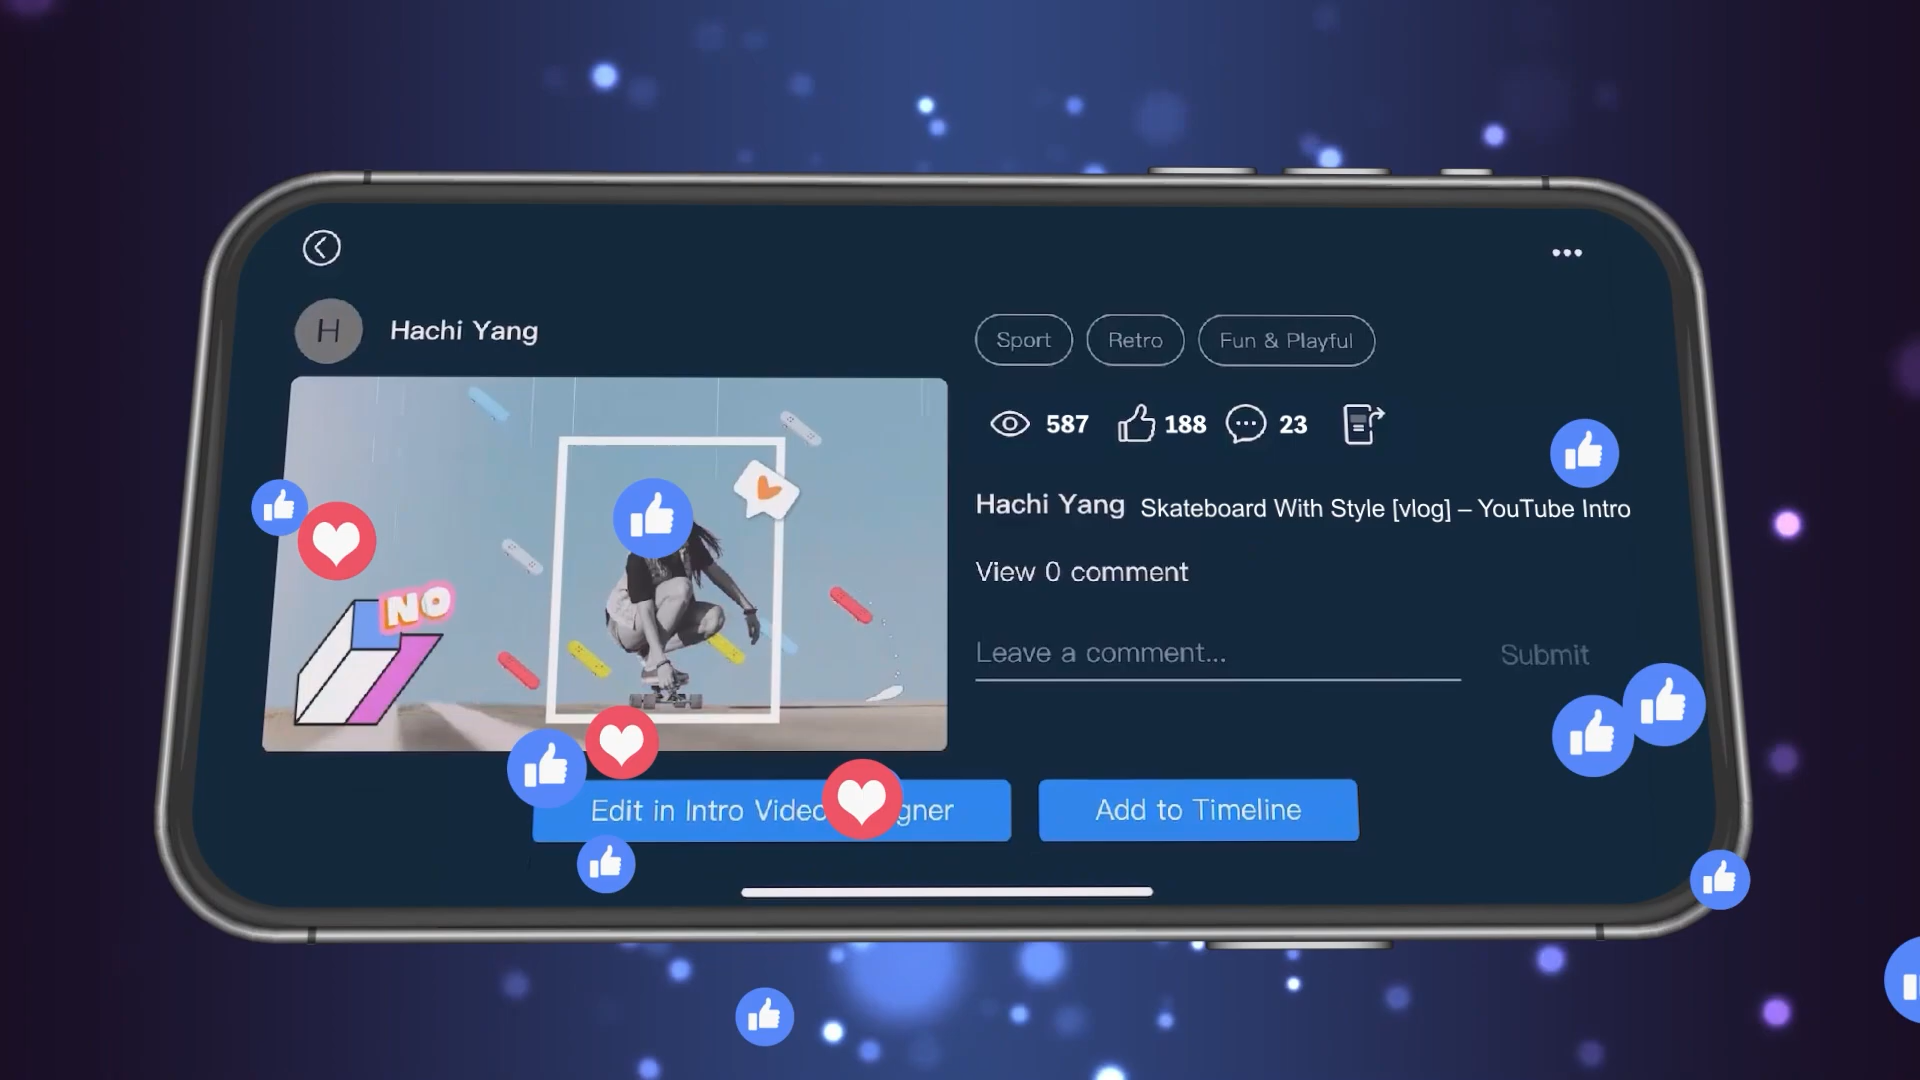 H
Hachi Yang
Sport
Retro
Fun & Playful
587
188
23
Hachi Yang Skateboard With Style [vlog] – YouTube Intro
View 0 comment
NO
Leave a comment...
Submit
Edit in Intro Video
Add to Timeline